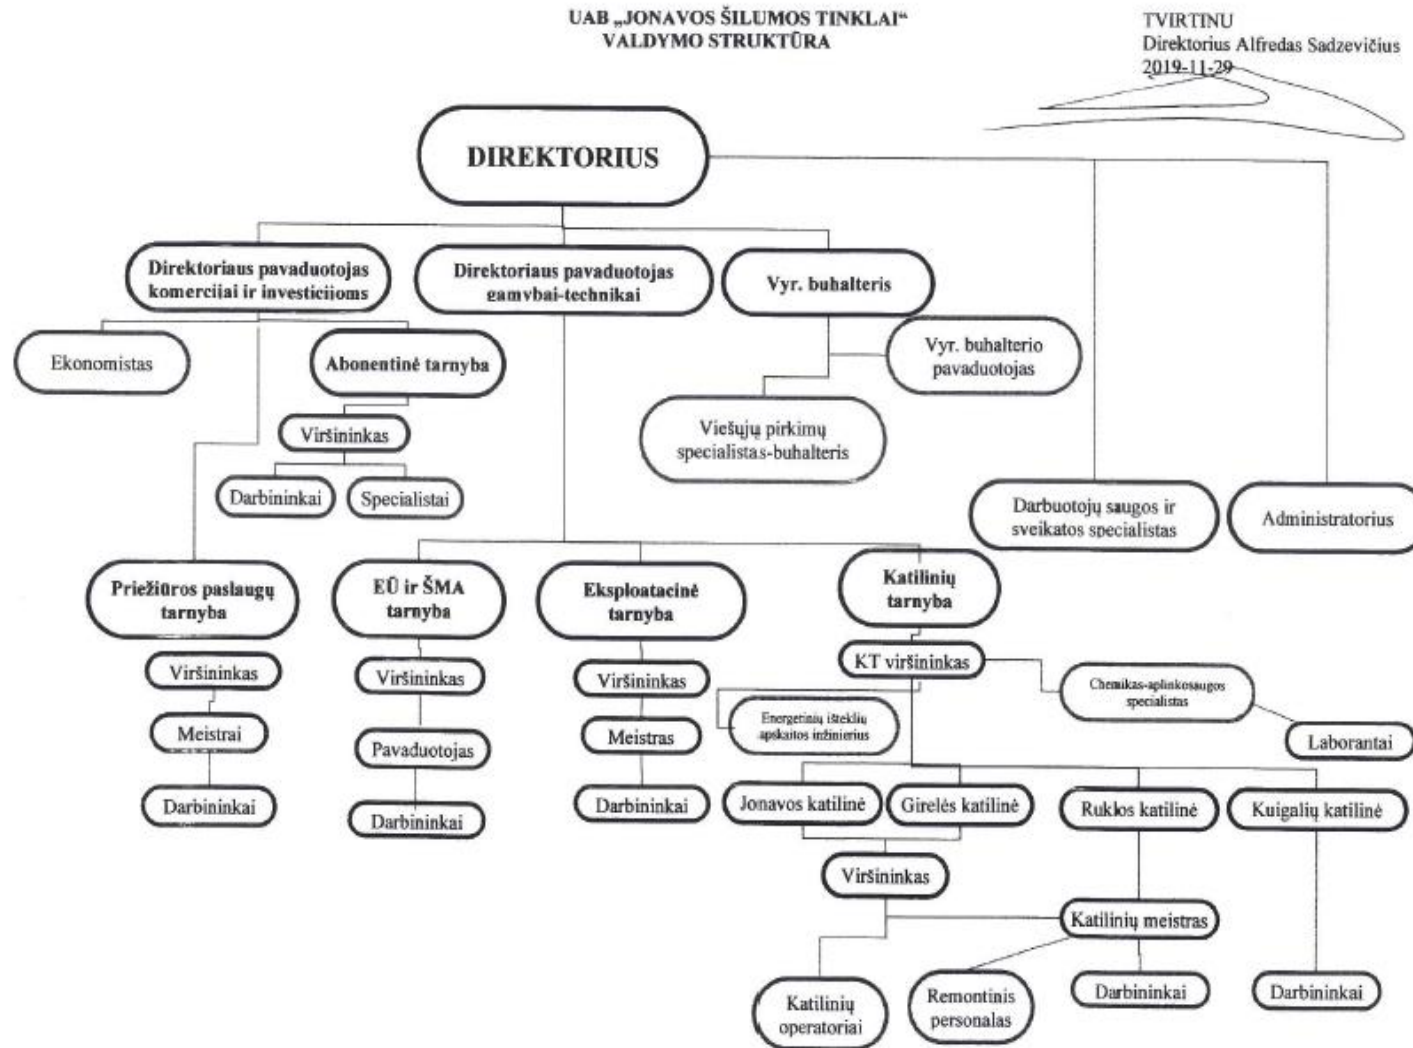 UAB „JONAVOS ŠILUMOS TINKLAI“
VALDYMO STRUKTŪRA
TVIRTINU
Direktorius Alfredas Sadzevičius
2019-11-29
DIREKTORIUS
Direktoriaus pavaduotojas
komercijai ir investicijoms
Direktoriaus pavaduotojas
gamybai-technikai
Vyr. buhalteris
Ekonomistas
Abonentinė tarnyba
Vyr. buhalterio
pavaduotojas
Viršininkas
Viešųjų pirkimų
specialistas-buhalteris
Darbininkai
Specialistai
Darbuotojų saugos ir
sveikatos specialistas
Administratorius
Priežiūros paslaugų
tarnyba
EŪ ir ŠMA
tarnyba
Eksploatacinė
tarnyba
Katilinių
tarnyba
Viršininkas
Viršininkas
Viršininkas
KT viršininkas
Chemikas-aplinkosaugos
specialistas
Energetinių išteklių
apskaitos inžinierius
Laborantai
Meistrai
Pavaduotojas
Meistras
Darbininkai
Darbininkai
Darbininkai
Jonavos katilinė
Girelės katilinė
Ruklos katilinė
Kuigalių katilinė
Viršininkas
Katilinių meistras
Katilinių
operatoriai
Remontinis
personalas
Darbininkai
Darbininkai